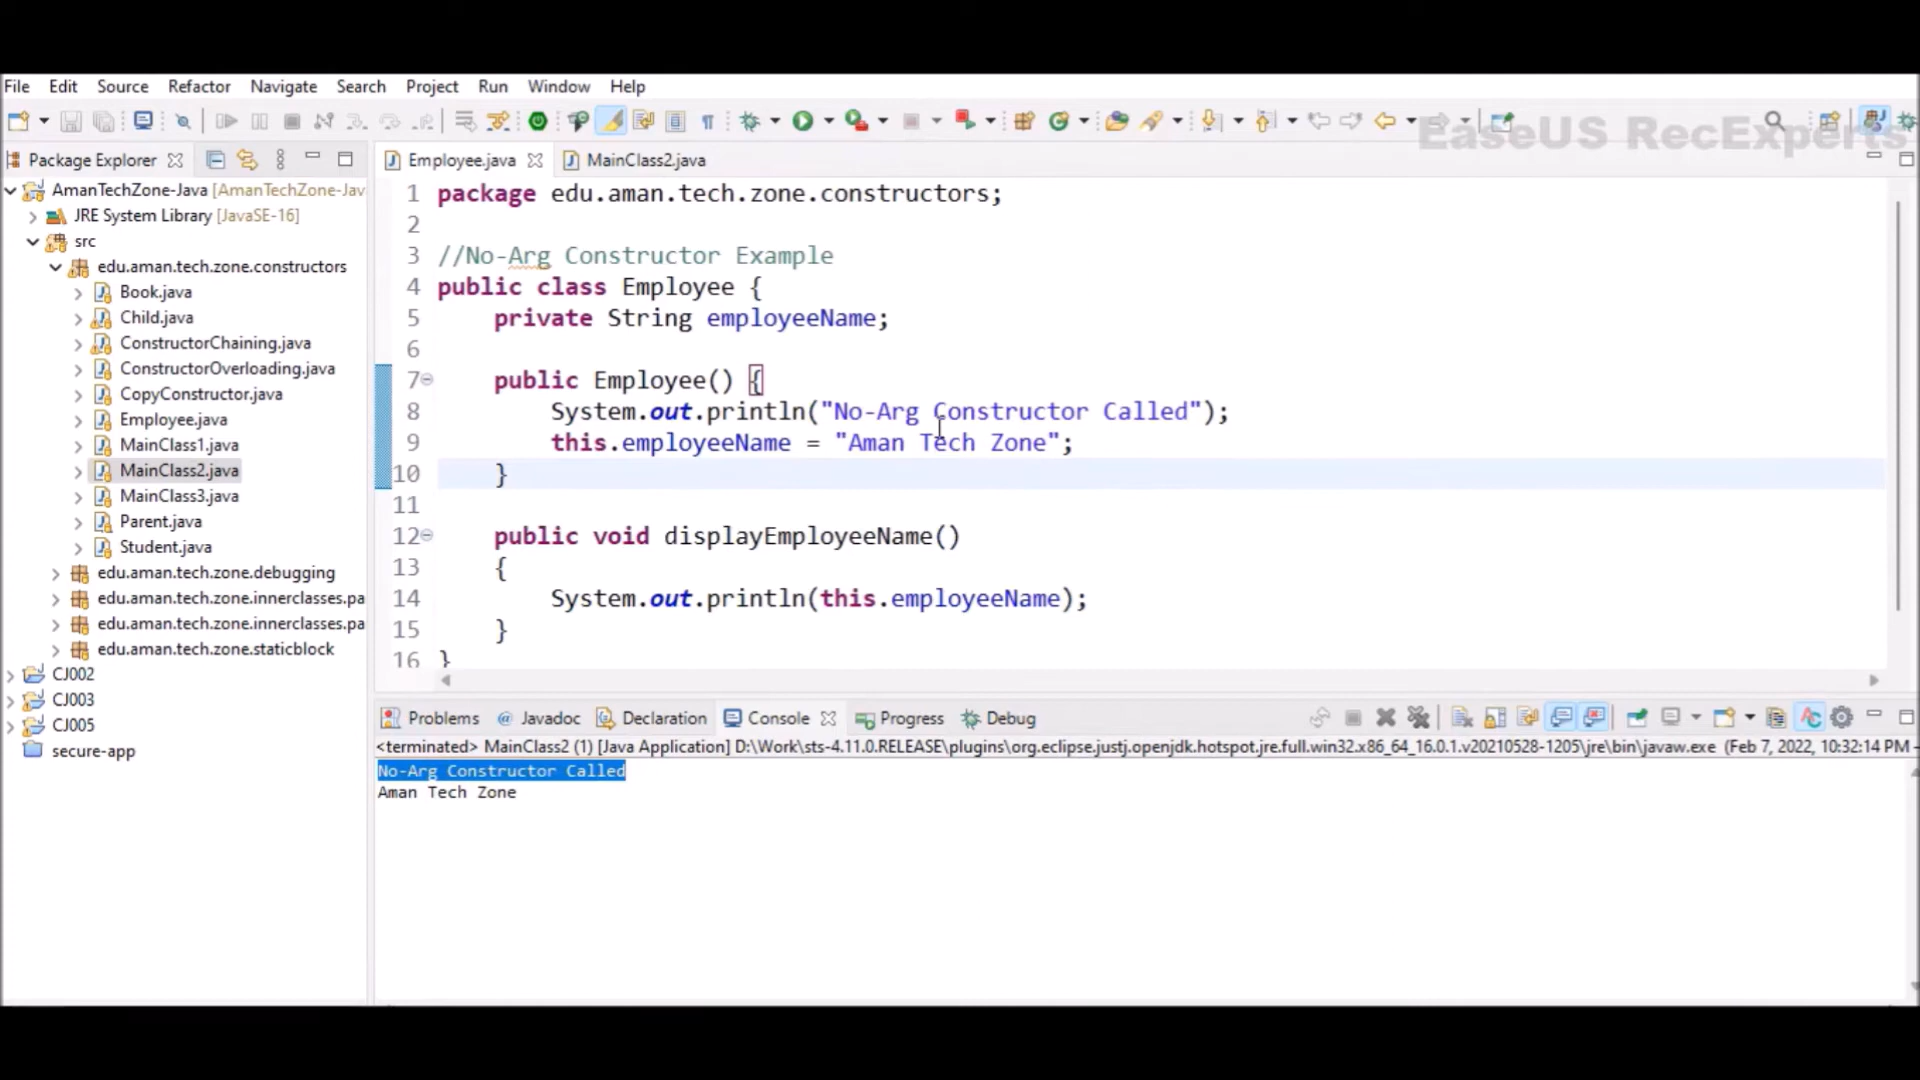 File Edit Source Refactor Navigate Search Project Run Window Help
EaseUS RecExperts
Package Explorer
Employee.java MainClass2.java
AmanTechZone-Java [AmanTechZone-Jav
JRE System Library [JavaSE-16]
src
edu.aman.tech.zone.constructors
Book.java
Child.java
ConstructorChaining.java
ConstructorOverloading.java
CopyConstructor.java
Employee.java
MainClass1.java
MainClass2.java
MainClass3.java
Parent.java
Student.java
edu.aman.tech.zone.debugging
edu.aman.tech.zone.innerclasses.pa
edu.aman.tech.zone.innerclasses.pa
edu.aman.tech.zone.staticblock
CJ002
CJ003
CJ005
secure-app
1 package edu.aman.tech.zone.constructors;
2
3 //No-Arg Constructor Example
4 public class Employee {
5 private String employeeName;
6
7 public Employee() {
8 System.out.println("No-Arg Constructor Called");
9 this.employeeName = "Aman Tech Zone";
10 }
11
12 public void displayEmployeeName()
13 {
14 System.out.println(this.employeeName);
15 }
16 }
Problems Javadoc Declaration Console Progress Debug
<terminated> MainClass2 (1) [Java Application] D:\Work\sts-4.11.0.RELEASE\plugins\org.eclipse.justj.openjdk.hotspot.jre.full.win32.x86_64_16.0.1.v20210528-1205\jre\bin\javaw.exe (Feb 7, 2022, 10:32:14 PM –
No-Arg Constructor Called
Aman Tech Zone